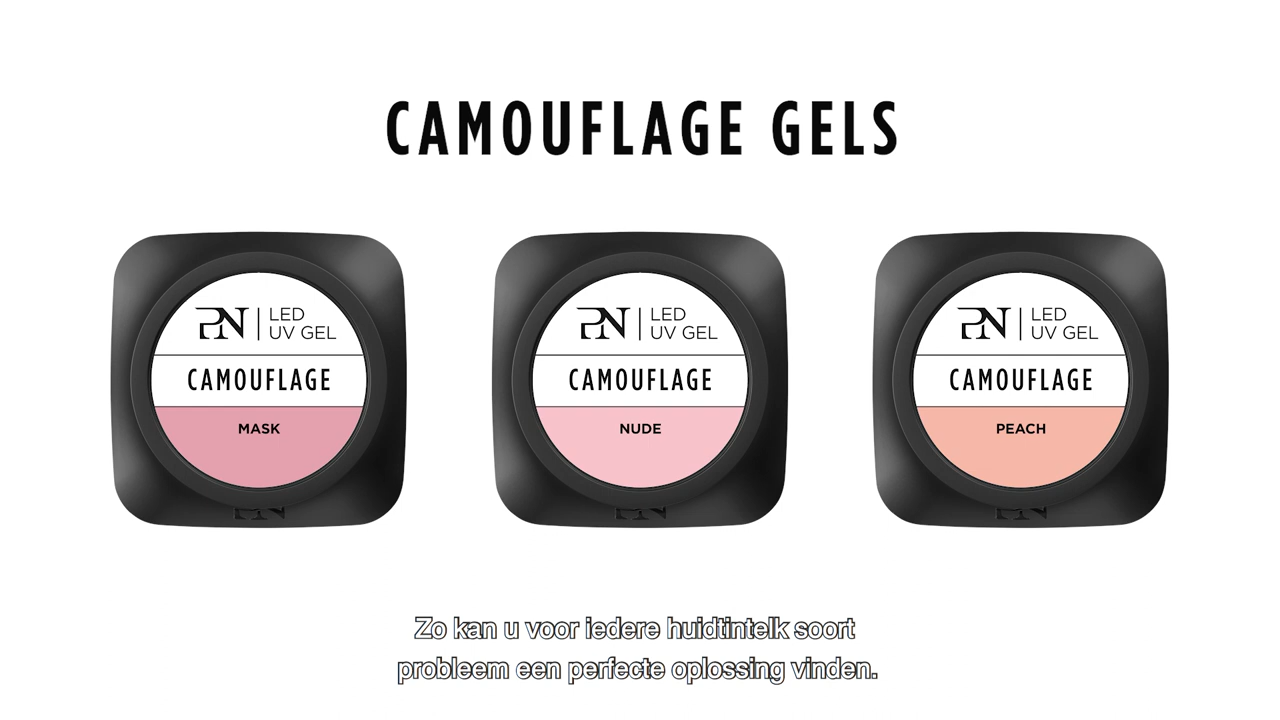 CAMOUFLAGE GELS
PN | LED
UV GEL
CAMOUFLAGE
MASK
PN | LED
UV GEL
CAMOUFLAGE
NUDE
PN | LED
UV GEL
CAMOUFLAGE
PEACH
Zo kan u voor iedere huidtintelk soort
probleem een perfecte oplossing vinden.